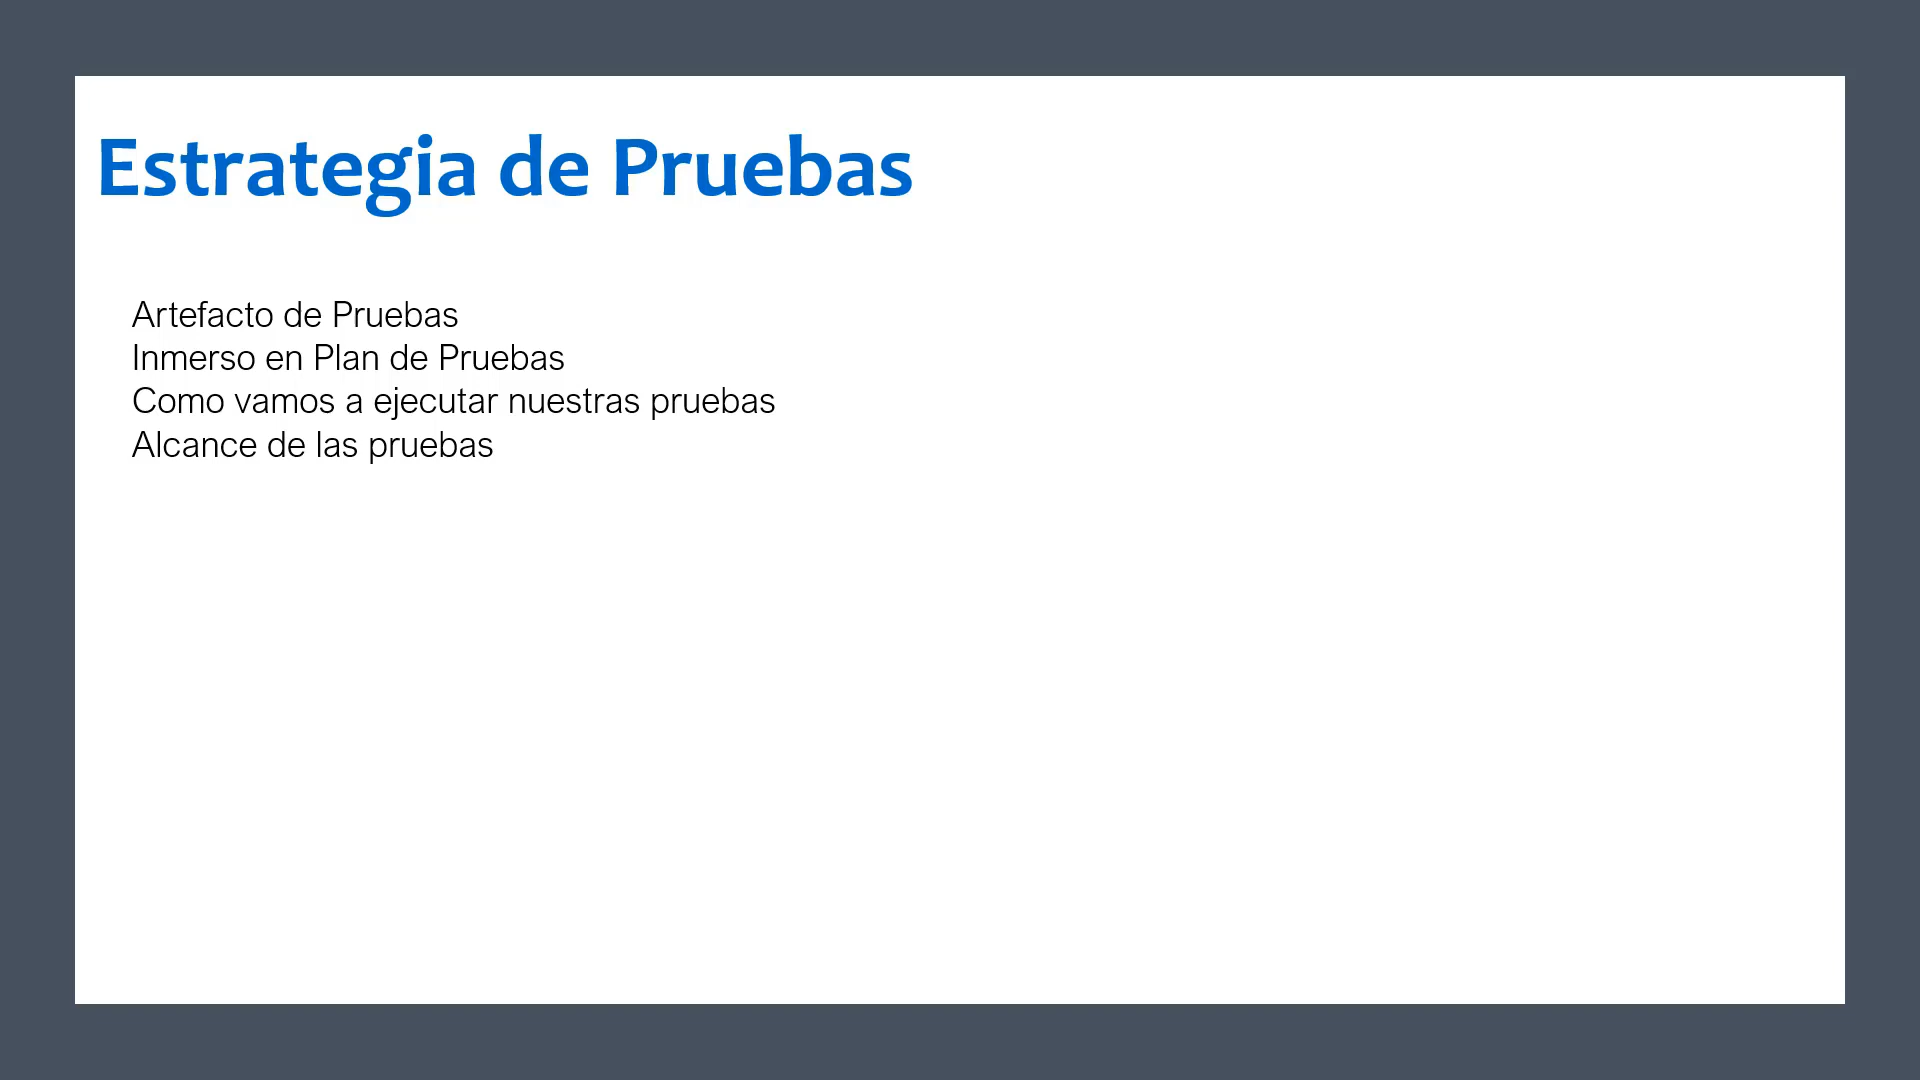 Estrategia de Pruebas
Artefacto de Pruebas
Inmerso en Plan de Pruebas
Como vamos a ejecutar nuestras pruebas
Alcance de las pruebas